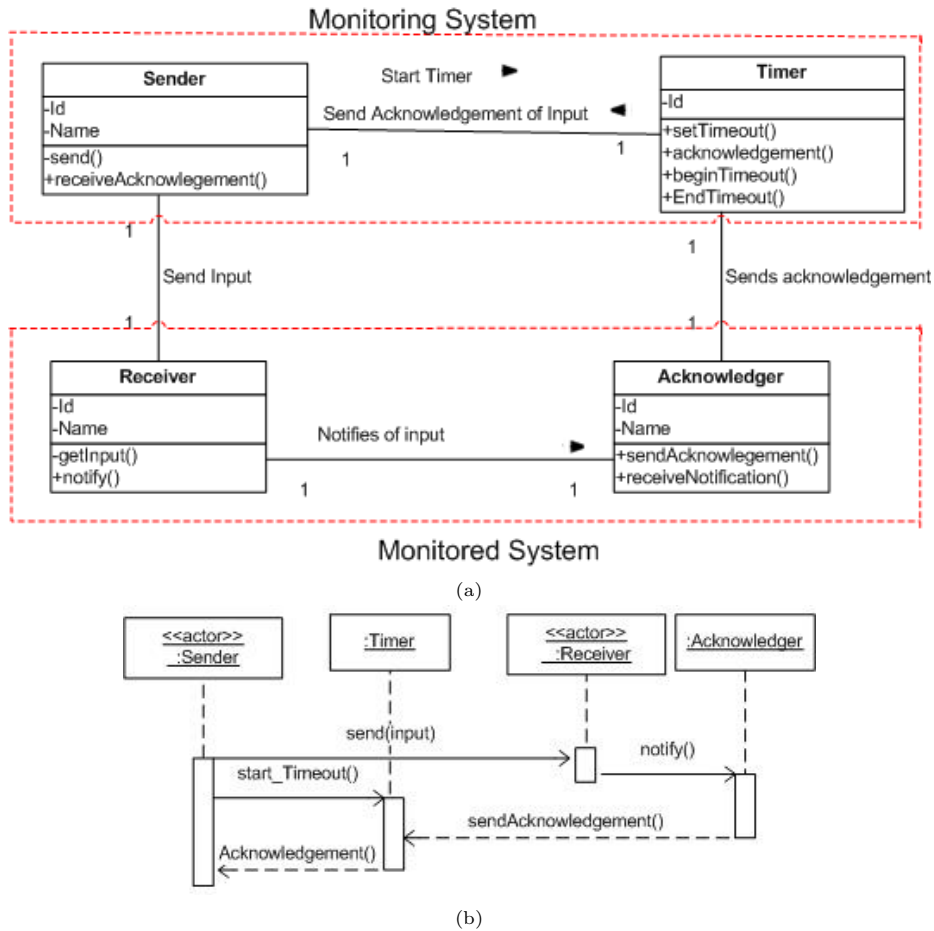 Monitoring System
Sender
-Id
-Name
-send()
+receiveAcknowlegement()
Start Timer
Send Acknowledgement of Input
1
1
Timer
-Id
+setTimeout()
+acknowledgement()
+beginTimeout()
+EndTimeout()
1
1
Send Input
Sends acknowledgement
1
1
Receiver
-Id
-Name
-getInput()
+notify()
Notifies of input
1
1
Acknowledger
-Id
-Name
+sendAcknowlegement()
+receiveNotification()
Monitored System
(a)
<<actor>>
:Sender
:Timer
<<actor>>
:Receiver
:Acknowledger
send(input)
notify()
start_Timeout()
sendAcknowledgement()
Acknowledgement()
(b)